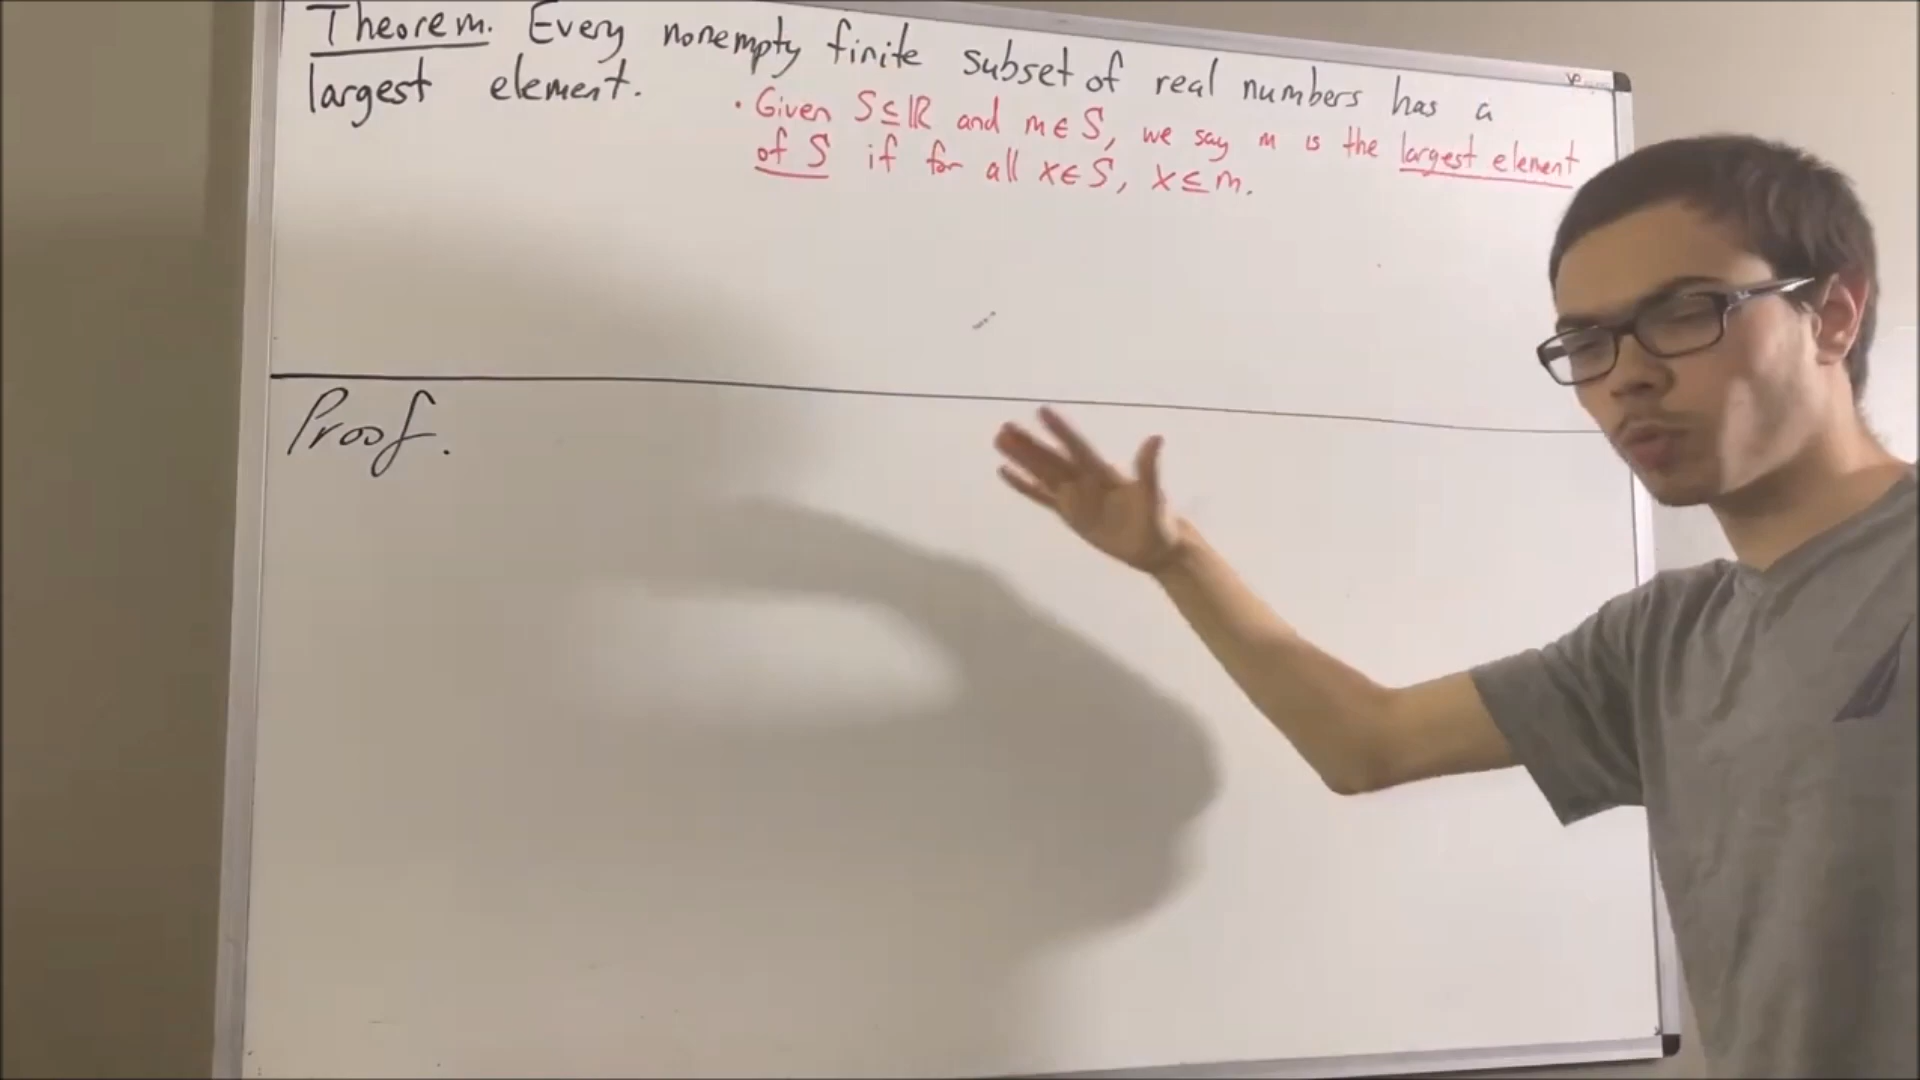 Theorem. Every nonempty finite subset of real numbers has a
largest element.
• Given S⊆ℝ and m∈S, we say m is the largest element
of S if for all x∈S, x≤m.
Proof.